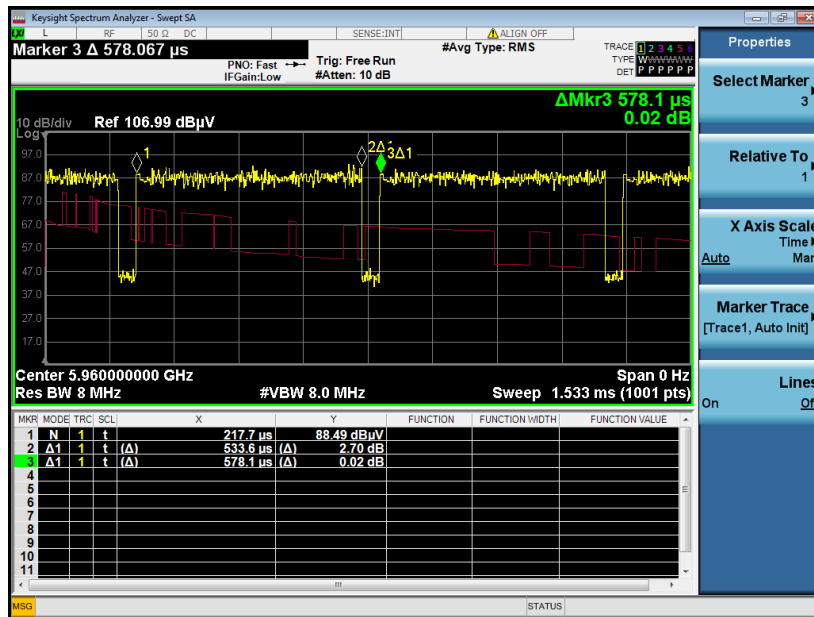 Keysight Spectrum Analyzer - Swept SA
LXI L RF 50 Ω DC SENSE:INT ALIGN OFF
Marker 3 Δ 578.067 µs
PNO: Fast
IFGain:Low
Trig: Free Run
#Atten: 10 dB
#Avg Type: RMS
TRACE 1 2 3 4 5 6
TYPE W
DET P P P P P P
ΔMkr3 578.1 µs
0.02 dB
10 dB/div Ref 106.99 dBµV
Log
97.0
87.0
77.0
67.0
57.0
47.0
37.0
27.0
17.0
1
2Δ
3Δ1
Center 5.960000000 GHz Span 0 Hz
Res BW 8 MHz #VBW 8.0 MHz Sweep 1.533 ms (1001 pts)
MKR MODE TRC SCL X Y FUNCTION FUNCTION WIDTH FUNCTION VALUE
1 N 1 t 217.7 µs 88.49 dBµV
2 Δ1 1 t (Δ) 533.6 µs (Δ) 2.70 dB
3 Δ1 1 t (Δ) 578.1 µs (Δ) 0.02 dB
4
5
6
7
8
9
10
11
MSG STATUS
Properties
Select Marker
3
Relative To
1
X Axis Scale
Time
Auto Man
Marker Trace
[Trace1, Auto Init]
Lines
On Off